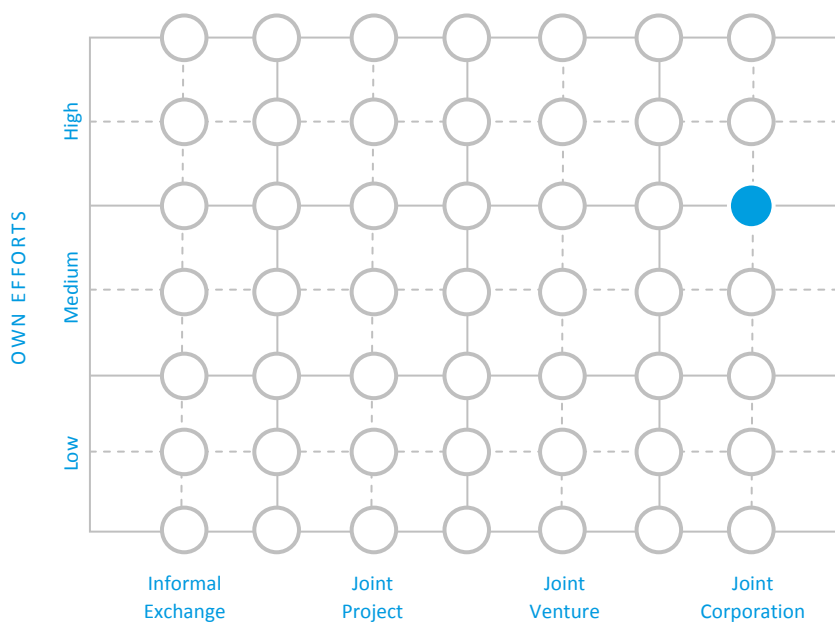 OWN EFFORTS
High
Medium
Low
Informal
Exchange
Joint
Project
Joint
Venture
Joint
Corporation